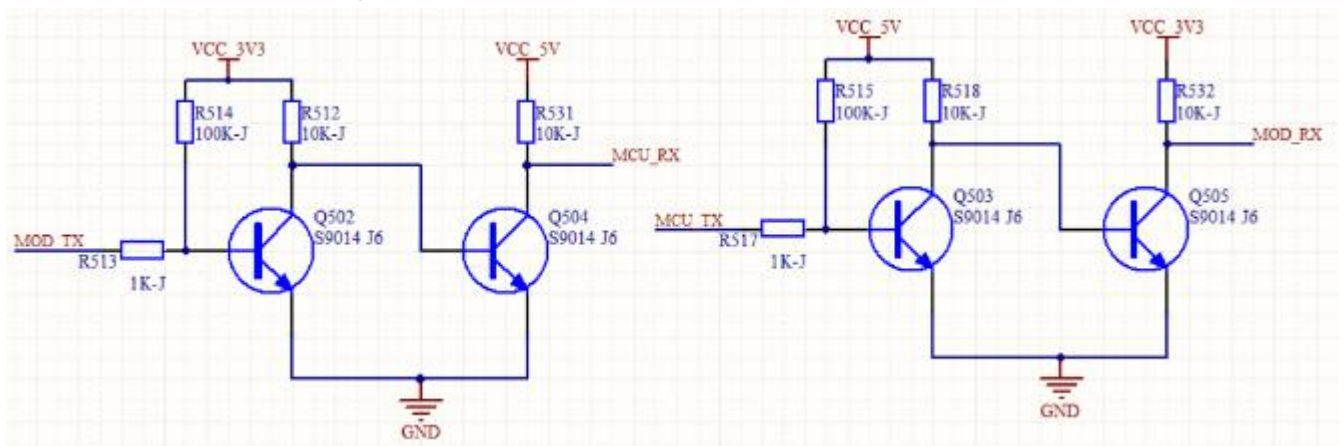 VCC_3V3
R514
100K-J
R512
10K-J
VCC_5V
R531
10K-J
MCU_RX
Q502
S9014 J6
Q504
S9014 J6
MOD_TX
R513
1K-J
GND
VCC_5V
R515
100K-J
R518
10K-J
VCC_3V3
R532
10K-J
MOD_RX
Q503
S9014 J6
Q505
S9014 J6
MCU_TX
R517
1K-J
GND